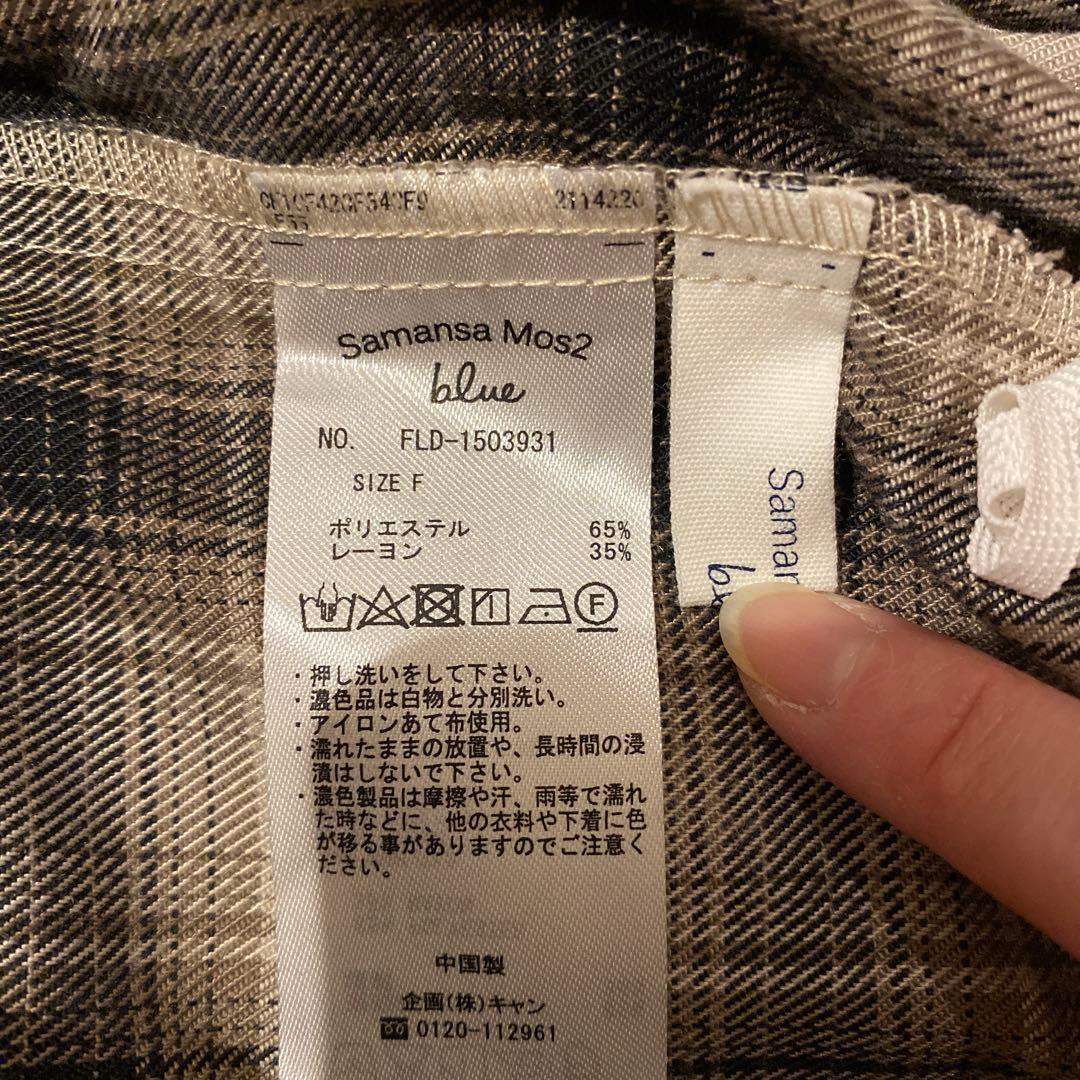 Samansa Mos2
blue
NO. FLD-1503931
SIZE F
ポリエステル 65%
レーヨン 35%
F
・押し洗いをして下さい。
・濃色品は白物と分別洗い。
・アイロンあて布使用。
・濡れたままの放置や、長時間の浸
漬はしないで下さい。
・濃色製品は摩擦や汗、雨等で濡れ
た時などに、他の衣料や下着に色
が移る事がありますのでご注意く
ださい。
中国製
企画(株)キャン
0120-112961